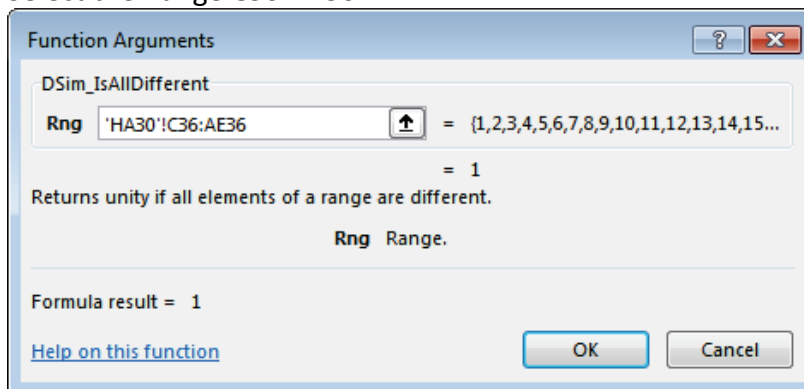 Function Arguments
DSim_IsAllDifferent
Rng 'HA30'!C36:AE36 = {1,2,3,4,5,6,7,8,9,10,11,12,13,14,15...
= 1
Returns unity if all elements of a range are different.
Rng Range.
Formula result = 1
Help on this function OK Cancel